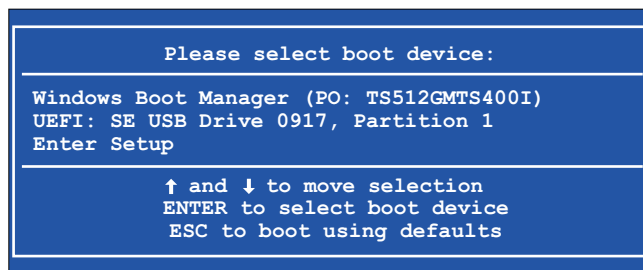 Please select boot device:
Windows Boot Manager (PO: TS512GMTS400I)
UEFI: SE USB Drive 0917, Partition 1
Enter Setup
↑ and ↓ to move selection
ENTER to select boot device
ESC to boot using defaults